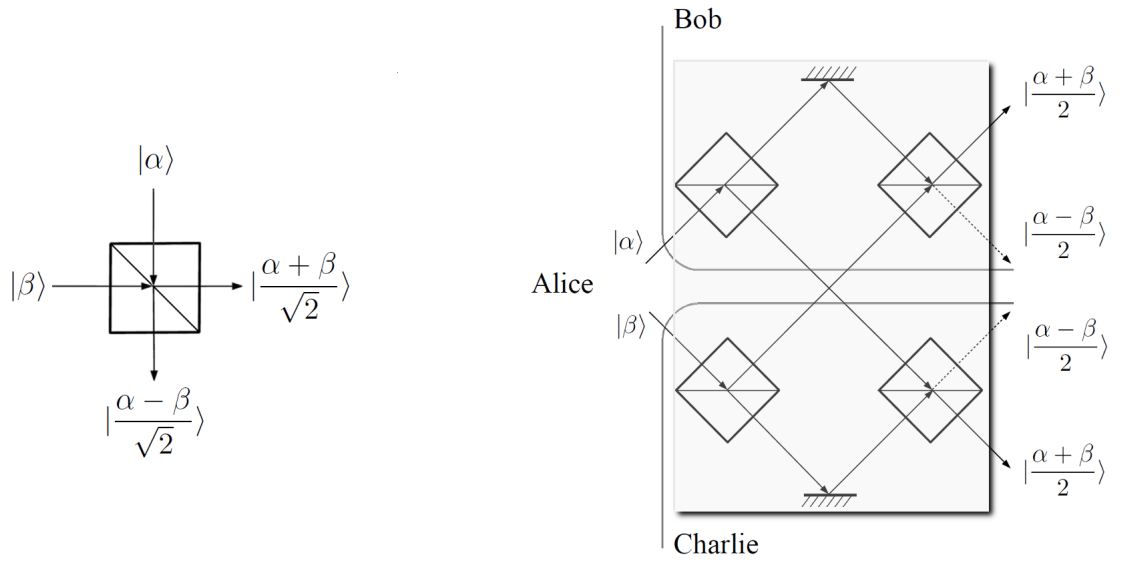 Bob
|α⟩
|β⟩
|α + β / √2⟩
|α − β / √2⟩
Alice
|α⟩
|β⟩
|α + β / 2⟩
|α − β / 2⟩
|α − β / 2⟩
|α + β / 2⟩
Charlie